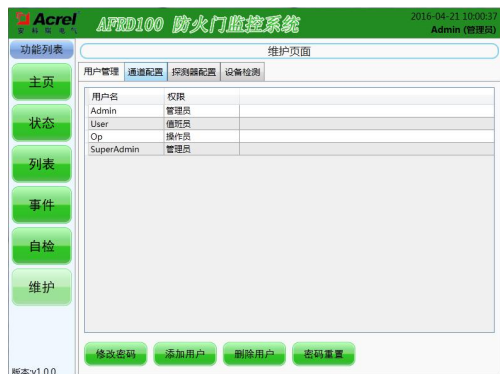 Acrel
安科瑞电气
AFRD100 防火门监控系统
2016-04-21 10:00:37
Admin (管理员)
功能列表
维护页面
用户管理 通道配置 探测器配置 设备检测
主页
状态
列表
事件
自检
维护
用户名 权限
Admin 管理员
User 值班员
Op 操作员
SuperAdmin 管理员
修改密码 添加用户 删除用户 密码重置
版本:v1.0.0